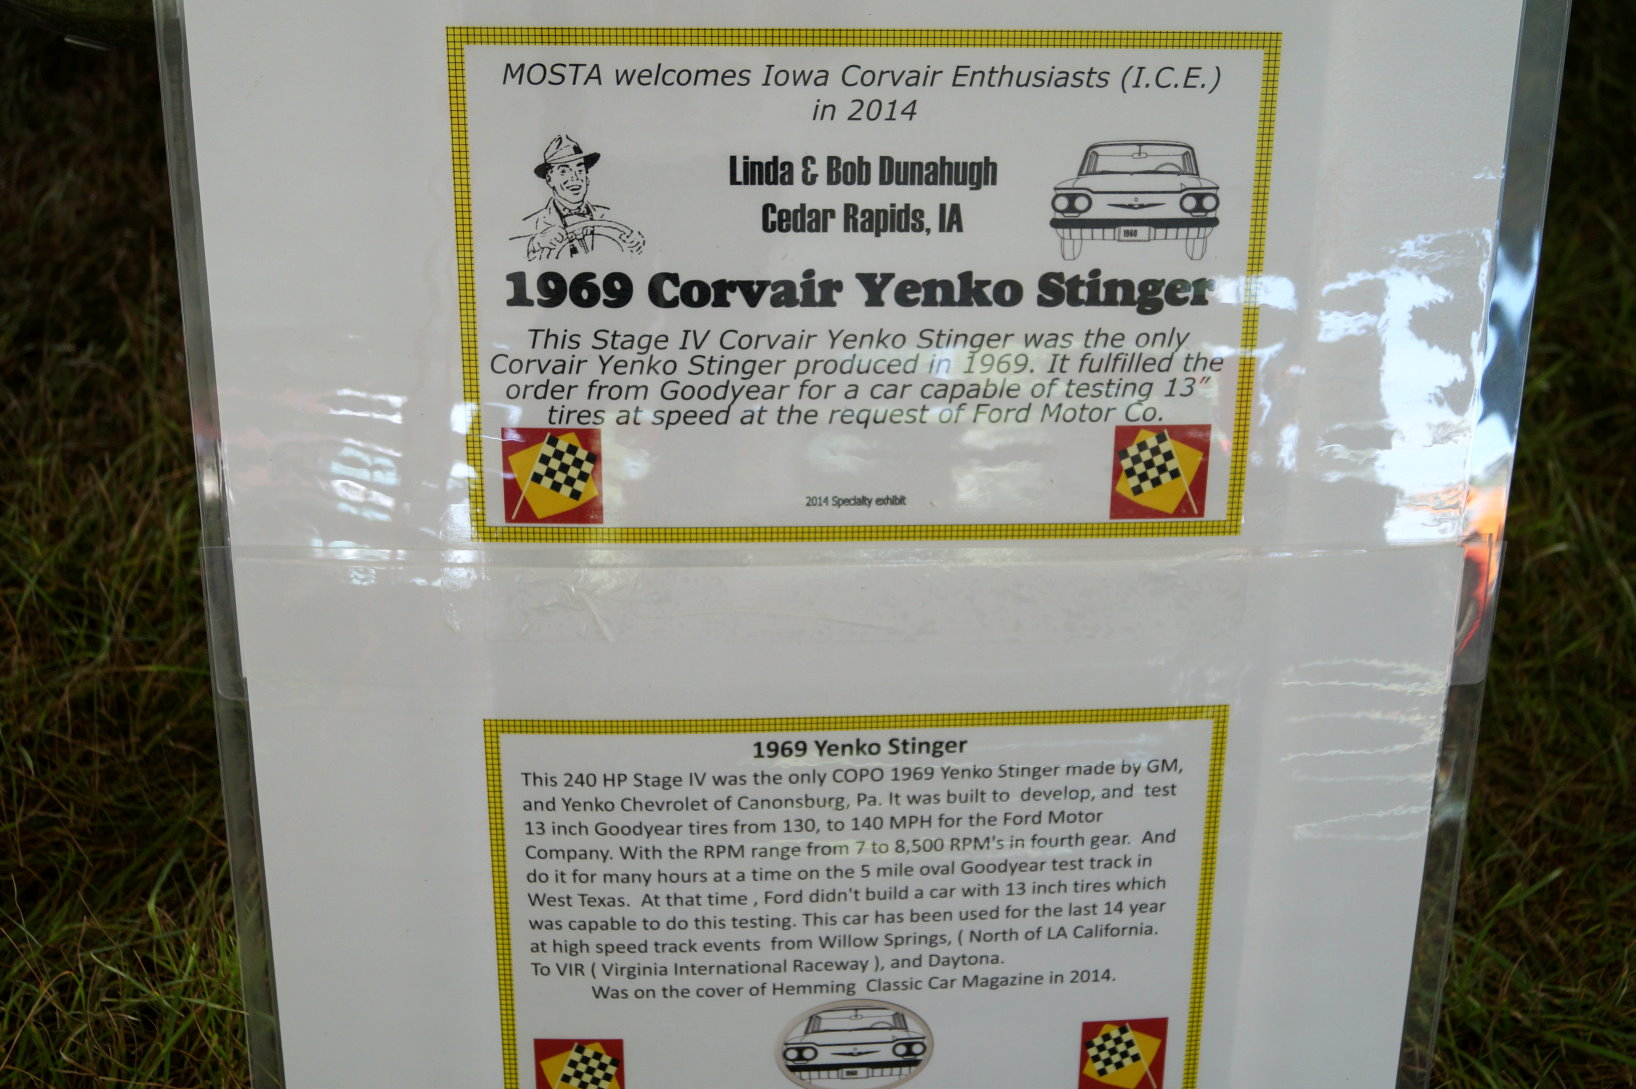 MOSTA welcomes Iowa Corvair Enthusiasts (I.C.E.)
in 2014
Linda & Bob Dunahugh
Cedar Rapids, IA
1960
1969 Corvair Yenko Stinger
This Stage IV Corvair Yenko Stinger was the only
Corvair Yenko Stinger produced in 1969. It fulfilled the
order from Goodyear for a car capable of testing 13”
tires at speed at the request of Ford Motor Co.
2014 Specialty exhibit
1969 Yenko Stinger
This 240 HP Stage IV was the only COPO 1969 Yenko Stinger made by GM,
and Yenko Chevrolet of Canonsburg, Pa. It was built to develop, and test
13 inch Goodyear tires from 130, to 140 MPH for the Ford Motor
Company. With the RPM range from 7 to 8,500 RPM's in fourth gear. And
do it for many hours at a time on the 5 mile oval Goodyear test track in
West Texas. At that time , Ford didn't build a car with 13 inch tires which
was capable to do this testing. This car has been used for the last 14 year
at high speed track events from Willow Springs, ( North of LA California.
To VIR ( Virginia International Raceway ), and Daytona.
Was on the cover of Hemming Classic Car Magazine in 2014.
1960